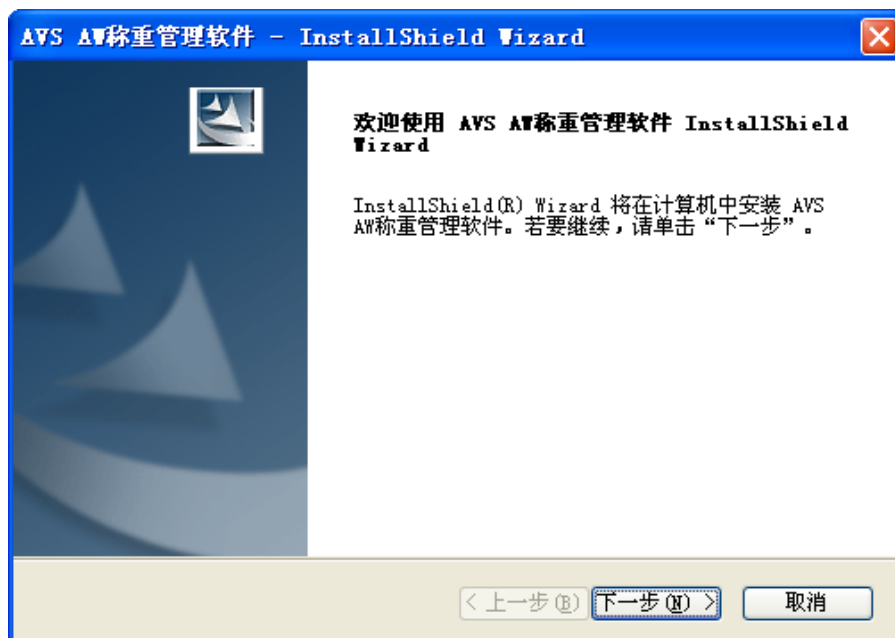 AVS AW称重管理软件 - InstallShield Wizard
欢迎使用 AVS AW称重管理软件 InstallShield
Wizard
InstallShield(R) Wizard 将在计算机中安装 AVS
AW称重管理软件。若要继续，请单击“下一步”。
< 上一步(B)
下一步(N) >
取消